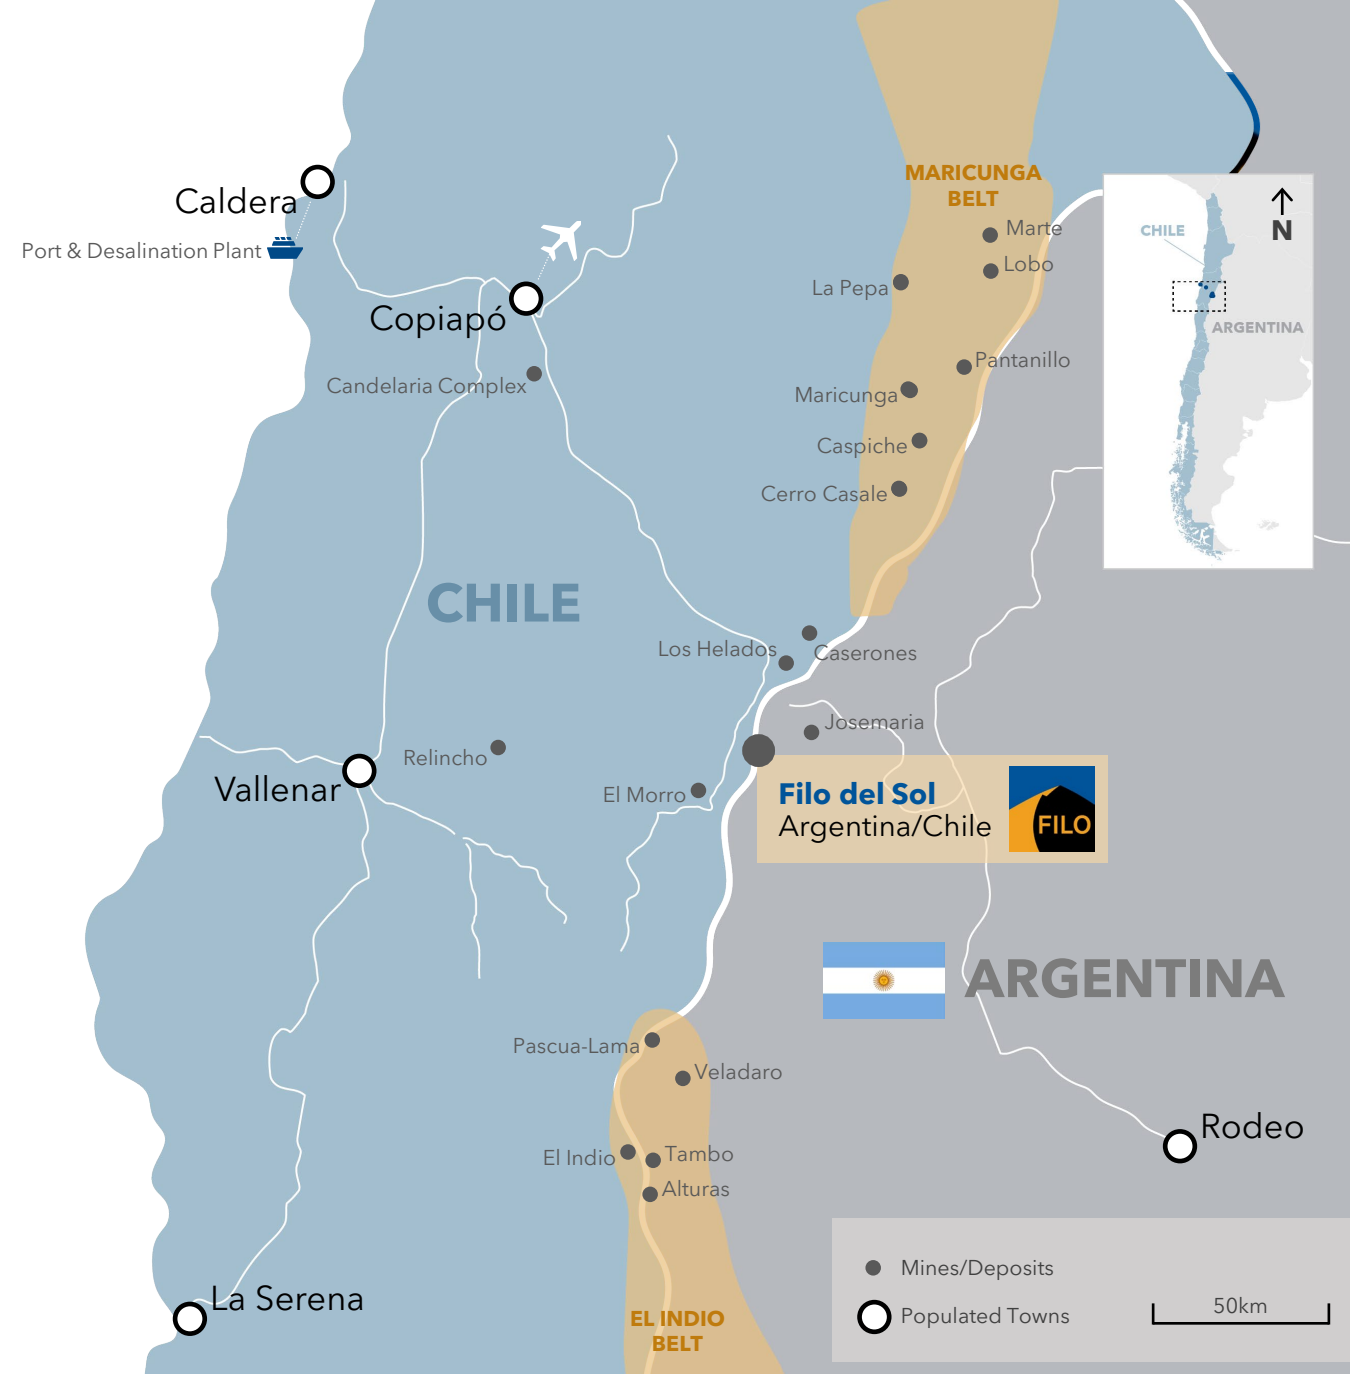 MARICUNGA
BELT
Caldera
Port & Desalination Plant
Marte
Lobo
La Pepa
CHILE
N
ARGENTINA
Copiapó
Pantanillo
Candelaria Complex
Maricunga
Caspiche
Cerro Casale
CHILE
Los Helados
Caserones
Josemaria
Relincho
Vallenar
El Morro
Filo del Sol
Argentina/Chile
FILO
ARGENTINA
Pascua-Lama
Veladaro
Rodeo
El Indio
Tambo
Alturas
La Serena
EL INDIO
BELT
Mines/Deposits
Populated Towns
50km